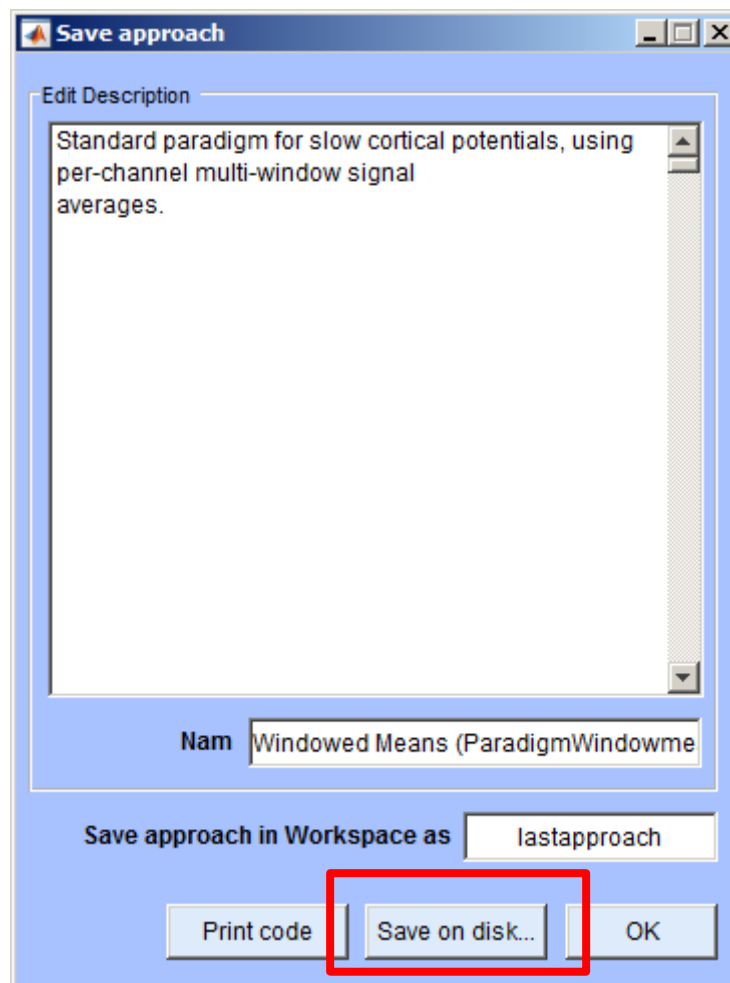 Save approach
Edit Description
Standard paradigm for slow cortical potentials, using
per-channel multi-window signal
averages.
Nam Windowed Means (ParadigmWindowme
Save approach in Workspace as lastapproach
Print code Save on disk... OK